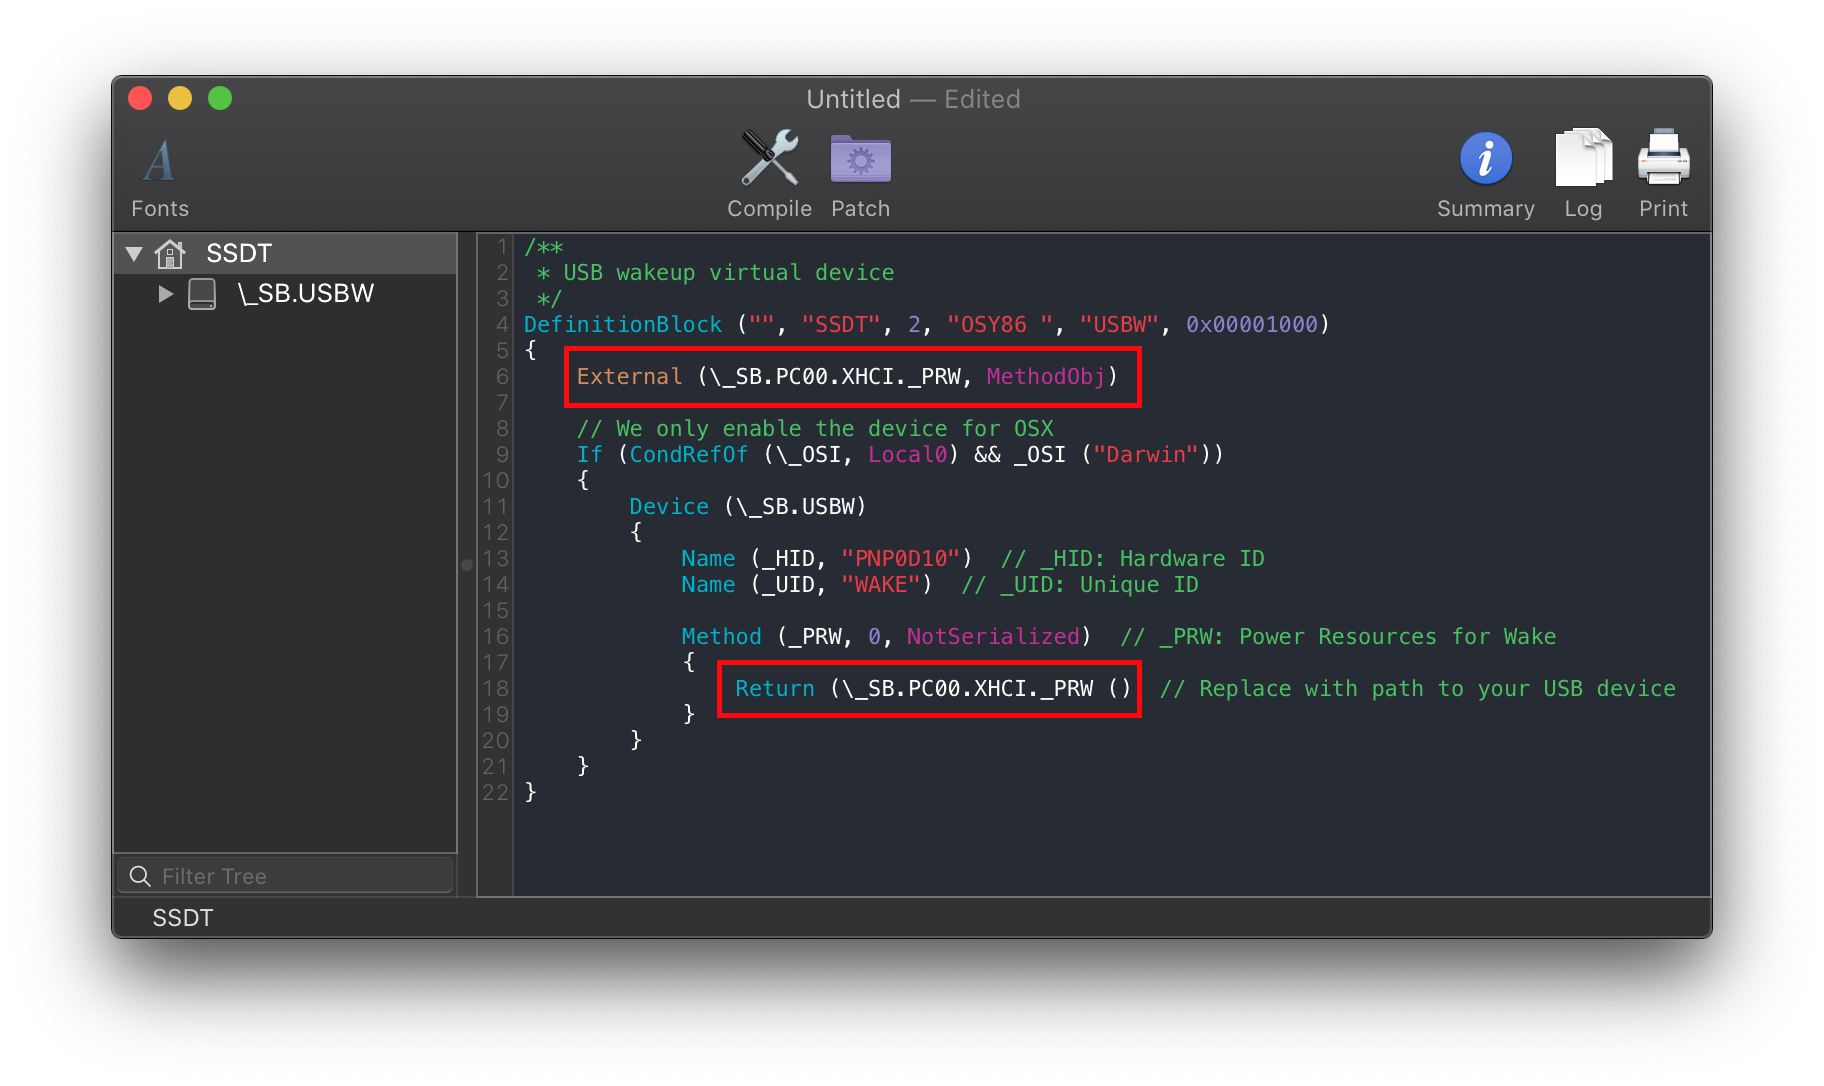 Untitled — Edited
Fonts
Compile
Patch
Summary
Log
Print
SSDT
\_SB.USBW
Filter Tree
SSDT
1 /**
2  * USB wakeup virtual device
3  */
4 DefinitionBlock ("", "SSDT", 2, "OSY86 ", "USBW", 0x00001000)
5 {
6     External (\_SB.PC00.XHCI._PRW, MethodObj)
7
8     // We only enable the device for OSX
9     If (CondRefOf (\_OSI, Local0) && _OSI ("Darwin"))
10     {
11         Device (\_SB.USBW)
12         {
13             Name (_HID, "PNP0D10")  // _HID: Hardware ID
14             Name (_UID, "WAKE")  // _UID: Unique ID
15
16             Method (_PRW, 0, NotSerialized)  // _PRW: Power Resources for Wake
17             {
18                 Return (\_SB.PC00.XHCI._PRW ()  // Replace with path to your USB device
19             }
20         }
21     }
22 }